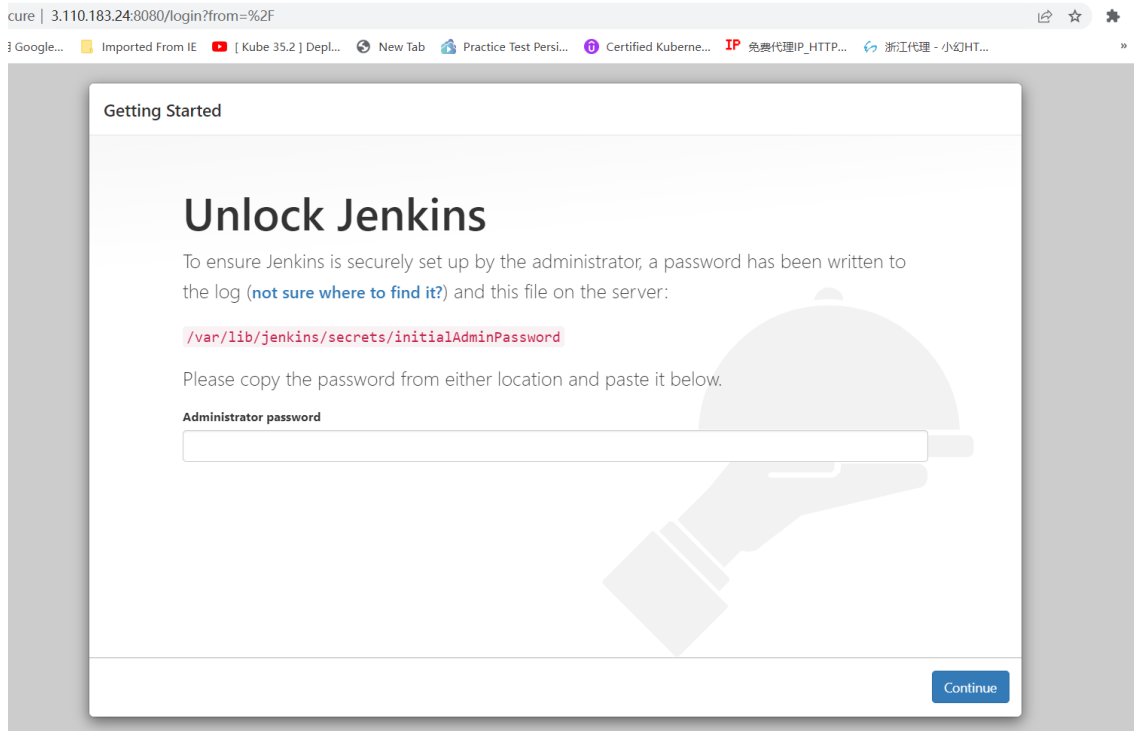 cure | 3.110.183.24:8080/login?from=%2F
Google... Imported From IE [ Kube 35.2 ] Depl... New Tab Practice Test Persi... Certified Kuberne... IP 免费代理IP_HTTP... 浙江代理 - 小幻HT... »
Getting Started
Unlock Jenkins
To ensure Jenkins is securely set up by the administrator, a password has been written to
the log (not sure where to find it?) and this file on the server:
/var/lib/jenkins/secrets/initialAdminPassword
Please copy the password from either location and paste it below.
Administrator password
Continue